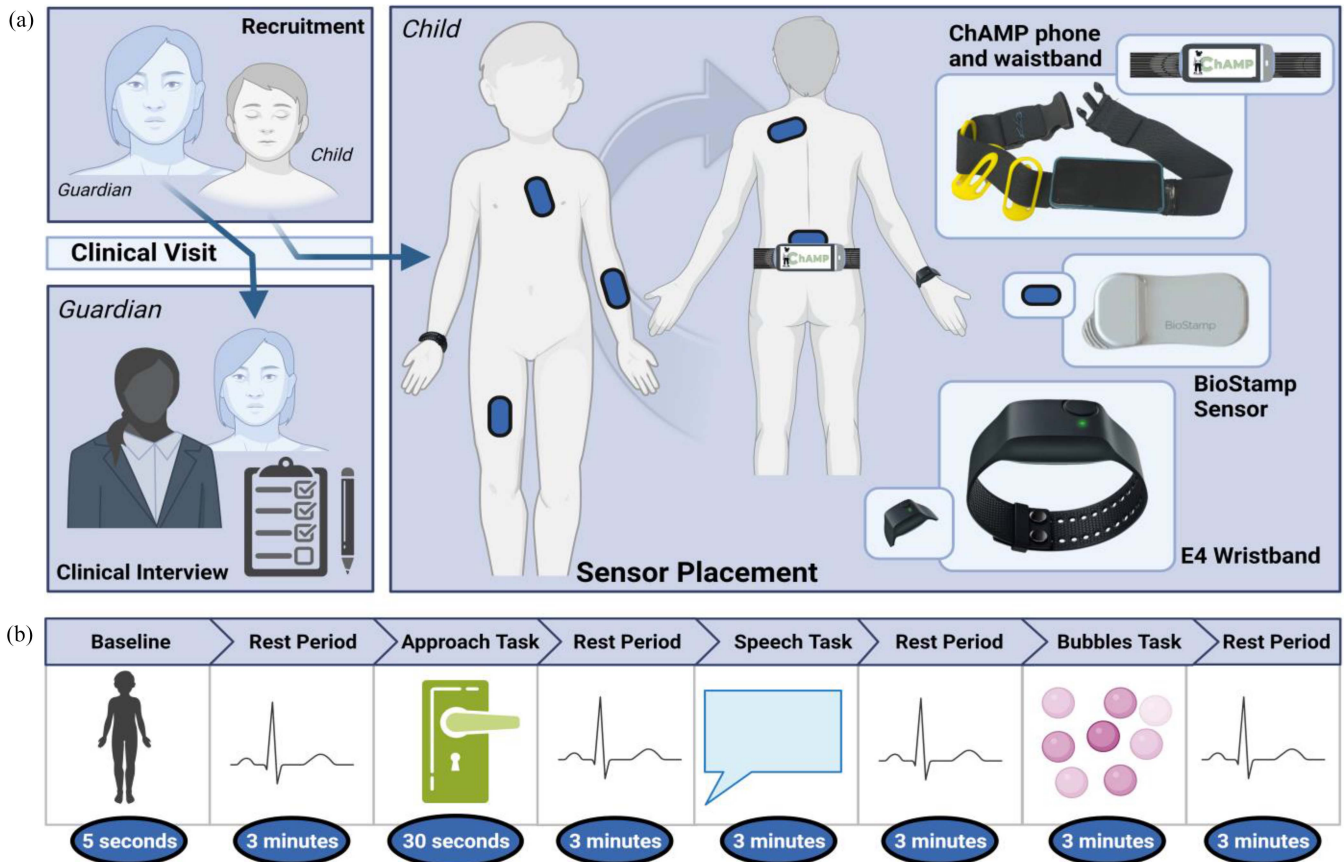 (a)
Recruitment
Guardian
Child
Clinical Visit
Guardian
Clinical Interview
Child
ChAMP
Sensor Placement
ChAMP phone
and waistband
ChAMP
BioStamp
BioStamp
Sensor
E4 Wristband
(b)
Baseline
Rest Period
Approach Task
Rest Period
Speech Task
Rest Period
Bubbles Task
Rest Period
5 seconds
3 minutes
30 seconds
3 minutes
3 minutes
3 minutes
3 minutes
3 minutes